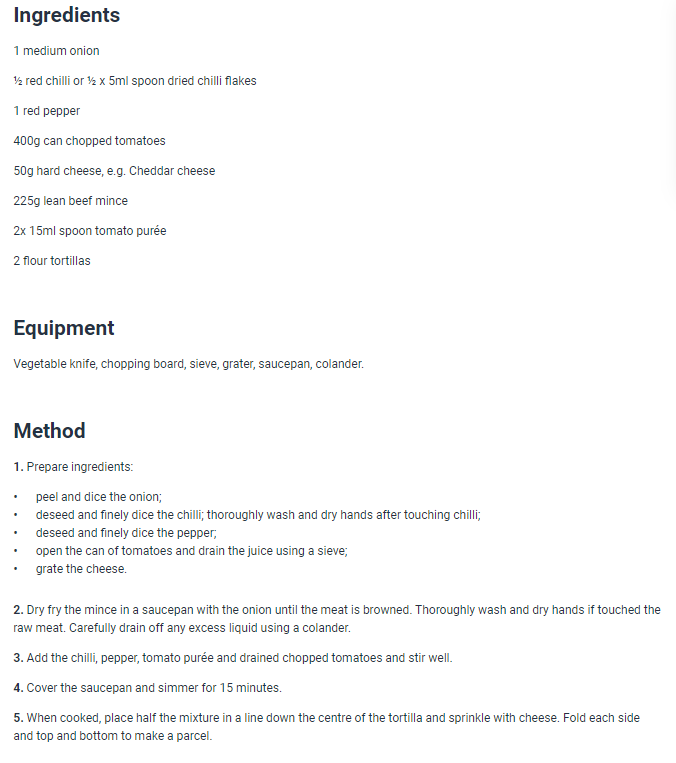 Ingredients
1 medium onion
½ red chilli or ½ x 5ml spoon dried chilli flakes
1 red pepper
400g can chopped tomatoes
50g hard cheese, e.g. Cheddar cheese
225g lean beef mince
2x 15ml spoon tomato purée
2 flour tortillas
Equipment
Vegetable knife, chopping board, sieve, grater, saucepan, colander.
Method
1. Prepare ingredients:
• peel and dice the onion;
• deseed and finely dice the chilli; thoroughly wash and dry hands after touching chilli;
• deseed and finely dice the pepper;
• open the can of tomatoes and drain the juice using a sieve;
• grate the cheese.
2. Dry fry the mince in a saucepan with the onion until the meat is browned. Thoroughly wash and dry hands if touched the
raw meat. Carefully drain off any excess liquid using a colander.
3. Add the chilli, pepper, tomato purée and drained chopped tomatoes and stir well.
4. Cover the saucepan and simmer for 15 minutes.
5. When cooked, place half the mixture in a line down the centre of the tortilla and sprinkle with cheese. Fold each side
and top and bottom to make a parcel.